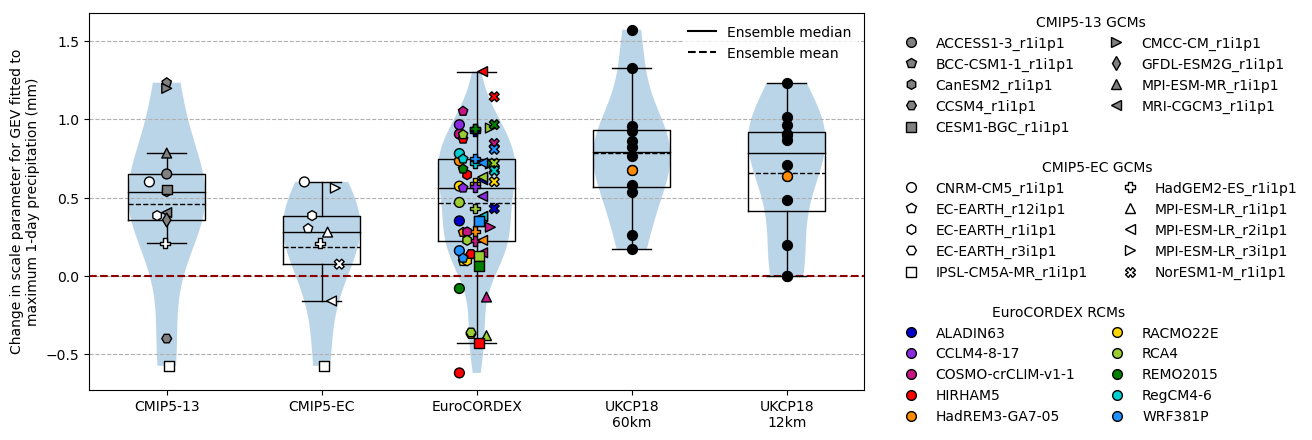 Change in scale parameter for GEV fitted to
maximum 1-day precipitation (mm)
1.5
1.0
0.5
0.0
−0.5
CMIP5-13
CMIP5-EC
EuroCORDEX
UKCP18
60km
UKCP18
12km
Ensemble median
Ensemble mean
CMIP5-13 GCMs
ACCESS1-3_r1i1p1
BCC-CSM1-1_r1i1p1
CanESM2_r1i1p1
CCSM4_r1i1p1
CESM1-BGC_r1i1p1
CMCC-CM_r1i1p1
GFDL-ESM2G_r1i1p1
MPI-ESM-MR_r1i1p1
MRI-CGCM3_r1i1p1
CMIP5-EC GCMs
CNRM-CM5_r1i1p1
EC-EARTH_r12i1p1
EC-EARTH_r1i1p1
EC-EARTH_r3i1p1
IPSL-CM5A-MR_r1i1p1
HadGEM2-ES_r1i1p1
MPI-ESM-LR_r1i1p1
MPI-ESM-LR_r2i1p1
MPI-ESM-LR_r3i1p1
NorESM1-M_r1i1p1
EuroCORDEX RCMs
ALADIN63
CCLM4-8-17
COSMO-crCLIM-v1-1
HIRHAM5
HadREM3-GA7-05
RACMO22E
RCA4
REMO2015
RegCM4-6
WRF381P